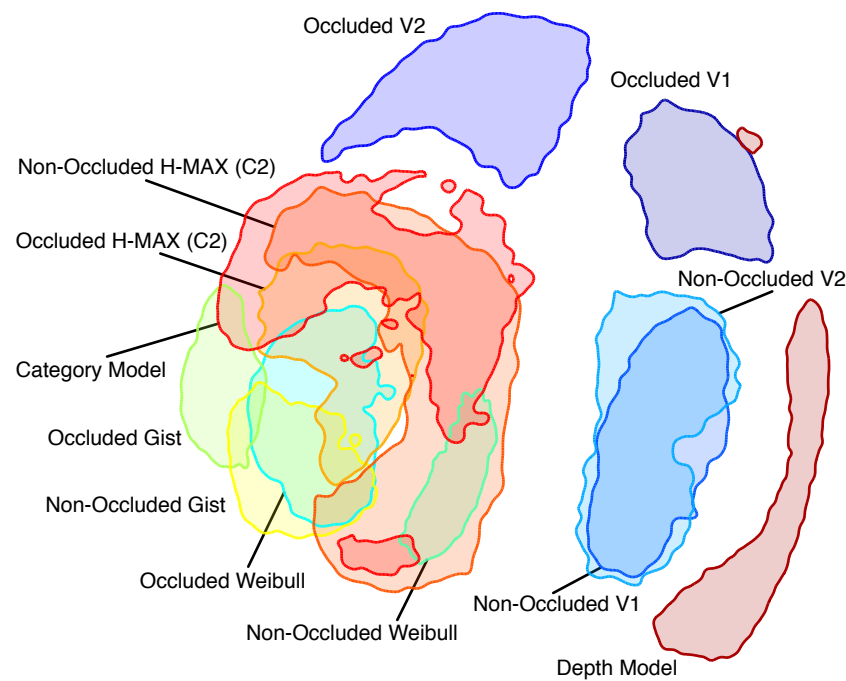 Occluded V2
Occluded V1
Non-Occluded H-MAX (C2)
Occluded H-MAX (C2)
Non-Occluded V2
Category Model
Occluded Gist
Non-Occluded Gist
Occluded Weibull
Non-Occluded V1
Non-Occluded Weibull
Depth Model